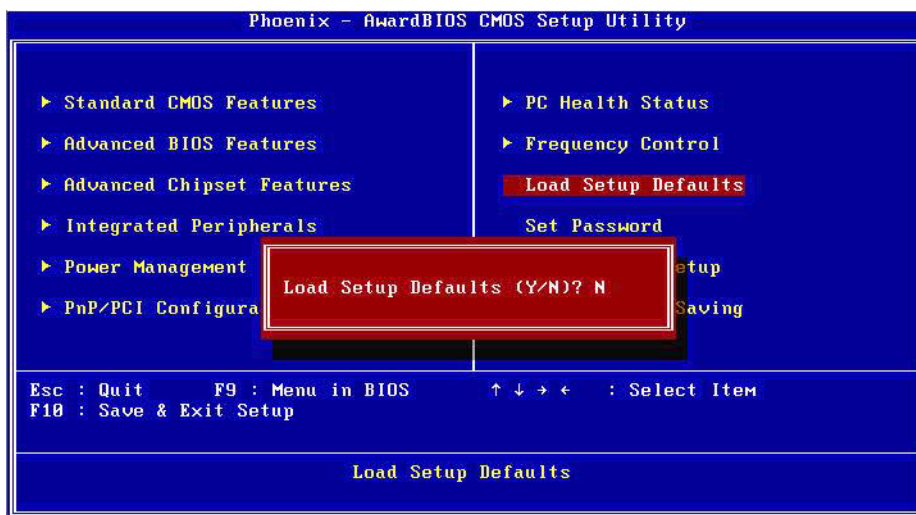 Phoenix - AwardBIOS CMOS Setup Utility
Standard CMOS Features
Advanced BIOS Features
Advanced Chipset Features
Integrated Peripherals
Power Management
PnP/PCI Configura
PC Health Status
Frequency Control
Load Setup Defaults
Set Password
etup
Saving
Load Setup Defaults (Y/N)? N
Esc : Quit F9 : Menu in BIOS ↑ ↓ → ← : Select Item
F10 : Save & Exit Setup
Load Setup Defaults